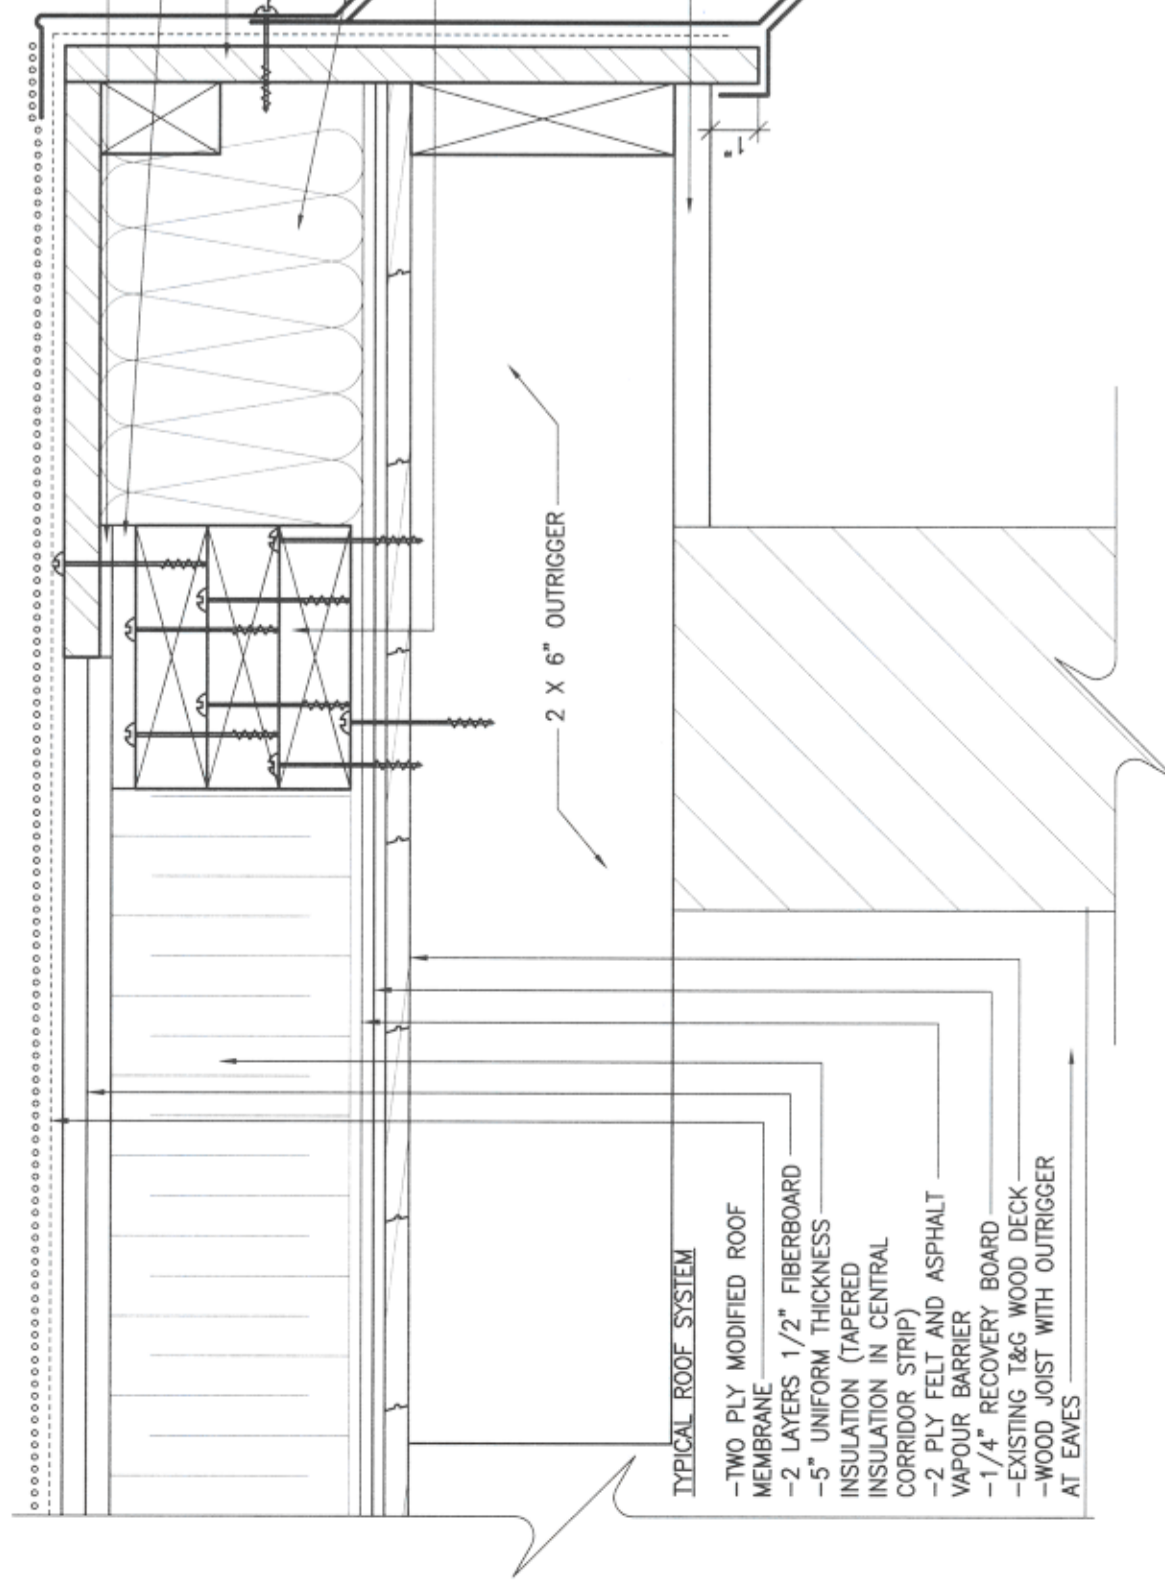 TYPICAL ROOF SYSTEM
-TWO PLY MODIFIED ROOF
MEMBRANE
-2 LAYERS 1/2" FIBERBOARD
-5" UNIFORM THICKNESS
INSULATION (TAPERED
INSULATION IN CENTRAL
CORRIDOR STRIP)
-2 PLY FELT AND ASPHALT
VAPOUR BARRIER
-1/4" RECOVERY BOARD
-EXISTING T&G WOOD DECK
-WOOD JOIST WITH OUTRIGGER
AT EAVES
2 X 6" OUTRIGGER
1"